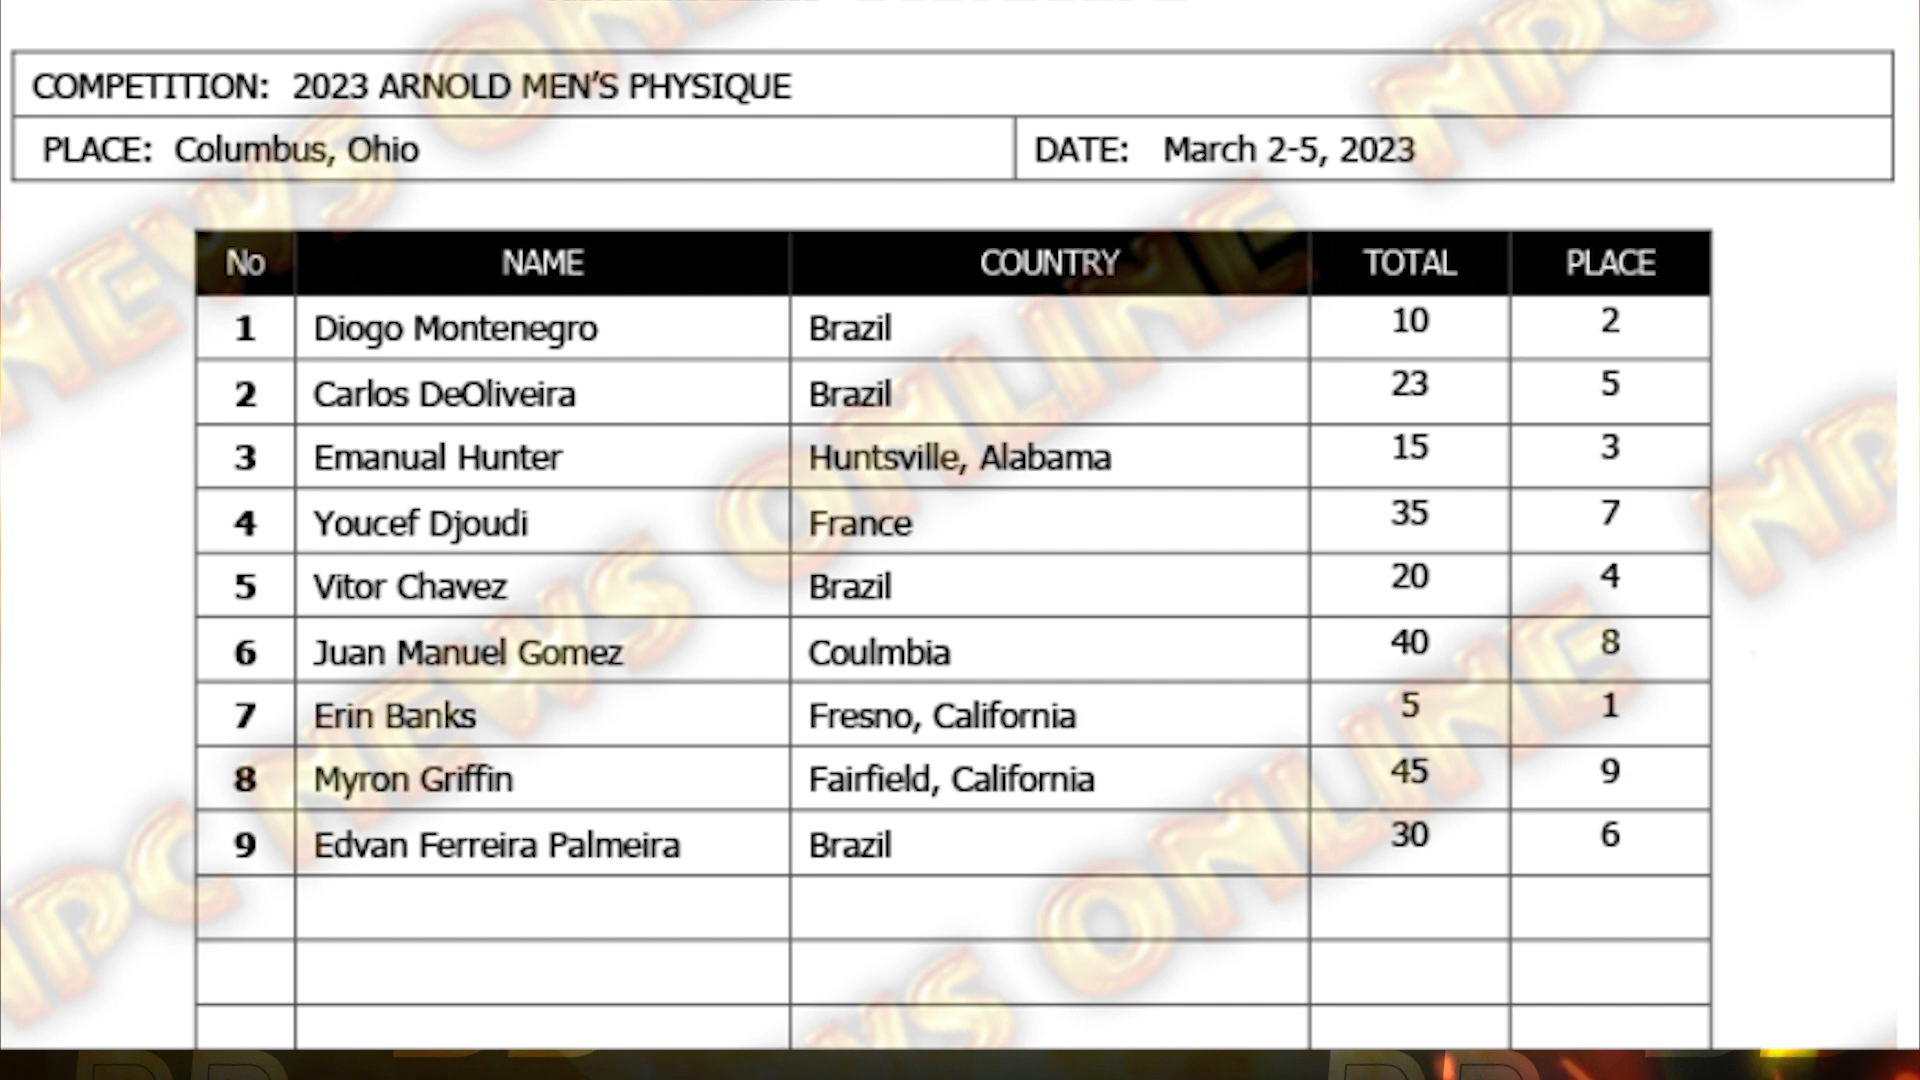 COMPETITION: 2023 ARNOLD MEN'S PHYSIQUE
PLACE: Columbus, Ohio DATE: March 2-5, 2023
No NAME COUNTRY TOTAL PLACE
1 Diogo Montenegro Brazil 10 2
2 Carlos DeOliveira Brazil 23 5
3 Emanual Hunter Huntsville, Alabama 15 3
4 Youcef Djoudi France 35 7
5 Vitor Chavez Brazil 20 4
6 Juan Manuel Gomez Coulmbia 40 8
7 Erin Banks Fresno, California 5 1
8 Myron Griffin Fairfield, California 45 9
9 Edvan Ferreira Palmeira Brazil 30 6
NPC NEWS ONLINE